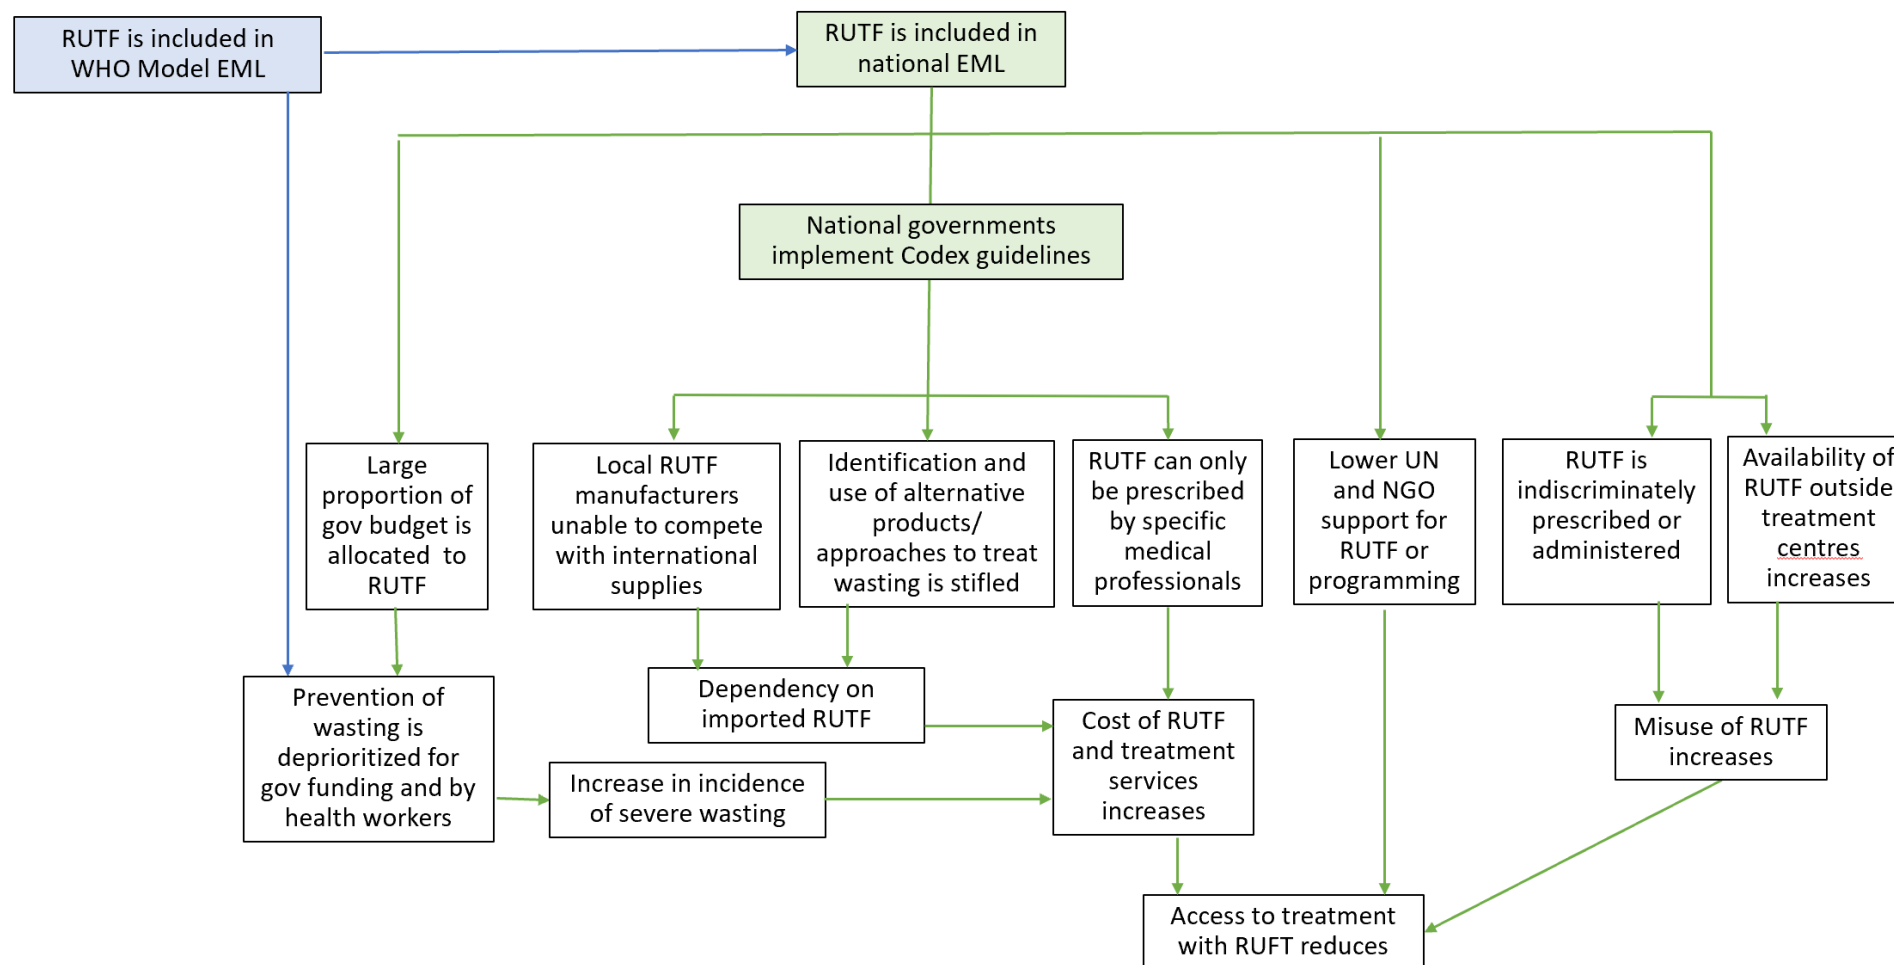 RUTF is included in
WHO Model EML
RUTF is included in
national EML
National governments
implement Codex guidelines
Large
proportion of
gov budget is
allocated to
RUTF
Local RUTF
manufacturers
unable to compete
with international
supplies
Identification and
use of alternative
products/
approaches to treat
wasting is stifled
RUTF can only
be prescribed
by specific
medical
professionals
Lower UN
and NGO
support for
RUTF or
programming
RUTF is
indiscriminately
prescribed or
administered
Availability of
RUTF outside
treatment
centres
increases
Prevention of
wasting is
deprioritized for
gov funding and by
health workers
Dependency on
imported RUTF
Increase in incidence
of severe wasting
Cost of RUTF
and treatment
services
increases
Misuse of RUTF
increases
Access to treatment
with RUFT reduces